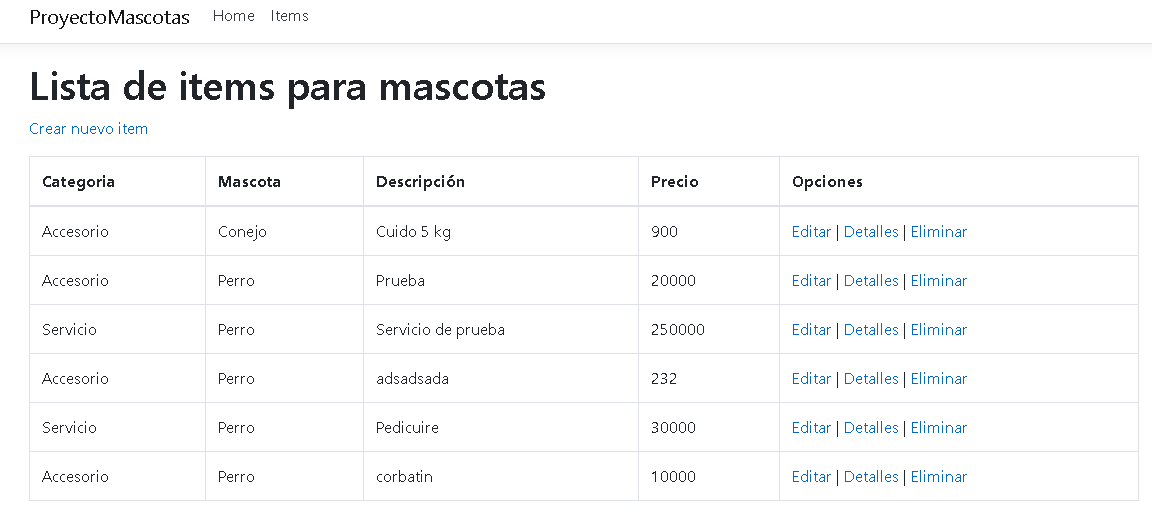 ProyectoMascotas Home Items
Lista de items para mascotas
Crear nuevo item
Categoria Mascota Descripción Precio Opciones
Accesorio Conejo Cuido 5 kg 900 Editar | Detalles | Eliminar
Accesorio Perro Prueba 20000 Editar | Detalles | Eliminar
Servicio Perro Servicio de prueba 250000 Editar | Detalles | Eliminar
Accesorio Perro adsadsada 232 Editar | Detalles | Eliminar
Servicio Perro Pedicuire 30000 Editar | Detalles | Eliminar
Accesorio Perro corbatin 10000 Editar | Detalles | Eliminar